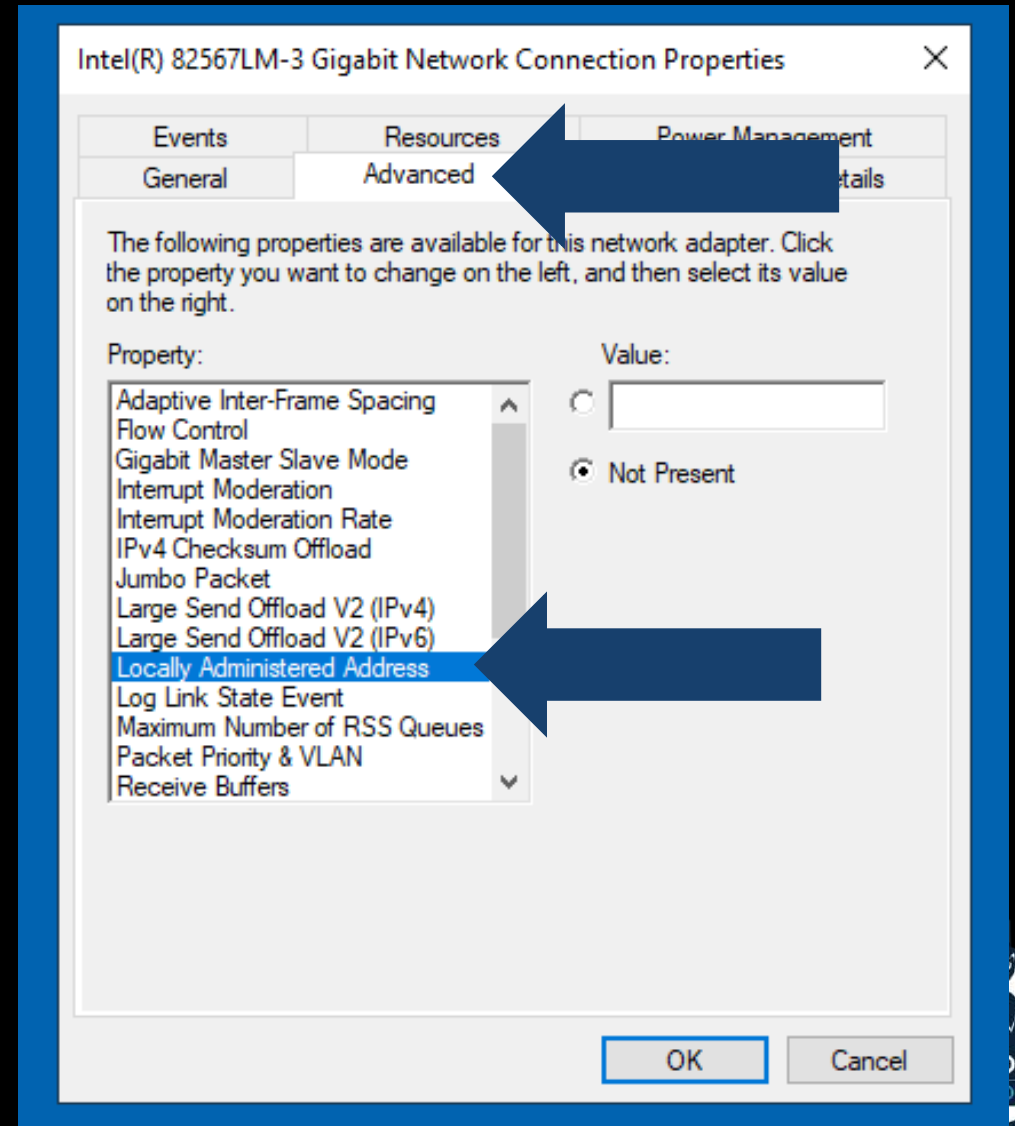 Intel(R) 82567LM-3 Gigabit Network Connection Properties
Events Resources Power Management
General Advanced
The following properties are available for this network adapter. Click
the property you want to change on the left, and then select its value
on the right.
Property:
Value:
Adaptive Inter-Frame Spacing
Flow Control
Gigabit Master Slave Mode
Interrupt Moderation
Interrupt Moderation Rate
IPv4 Checksum Offload
Jumbo Packet
Large Send Offload V2 (IPv4)
Large Send Offload V2 (IPv6)
Locally Administered Address
Log Link State Event
Maximum Number of RSS Queues
Packet Priority & VLAN
Receive Buffers
Not Present
OK Cancel